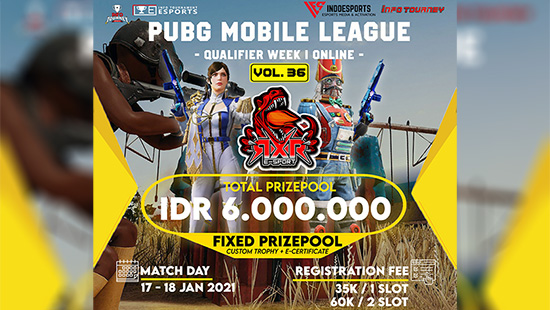 ESPORTS
INDOESPORTS
ESPORTS MEDIA & ACTIVATION
INFO TOURNEY
PUBG MOBILE LEAGUE
- QUALIFIER WEEK 1 ONLINE -
VOL. 36
RXR
E-SPORT
TOTAL PRIZEPOOL
IDR 6.000.000
FIXED PRIZEPOOL
CUSTOM TROPHY + E-CERTIFICATE
MATCH DAY
17 - 18 JAN 2021
REGISTRATION FEE
35K / 1 SLOT
60K / 2 SLOT